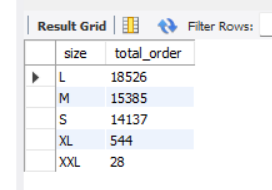 Result Grid Filter Rows:
size total_order
L 18526
M 15385
S 14137
XL 544
XXL 28